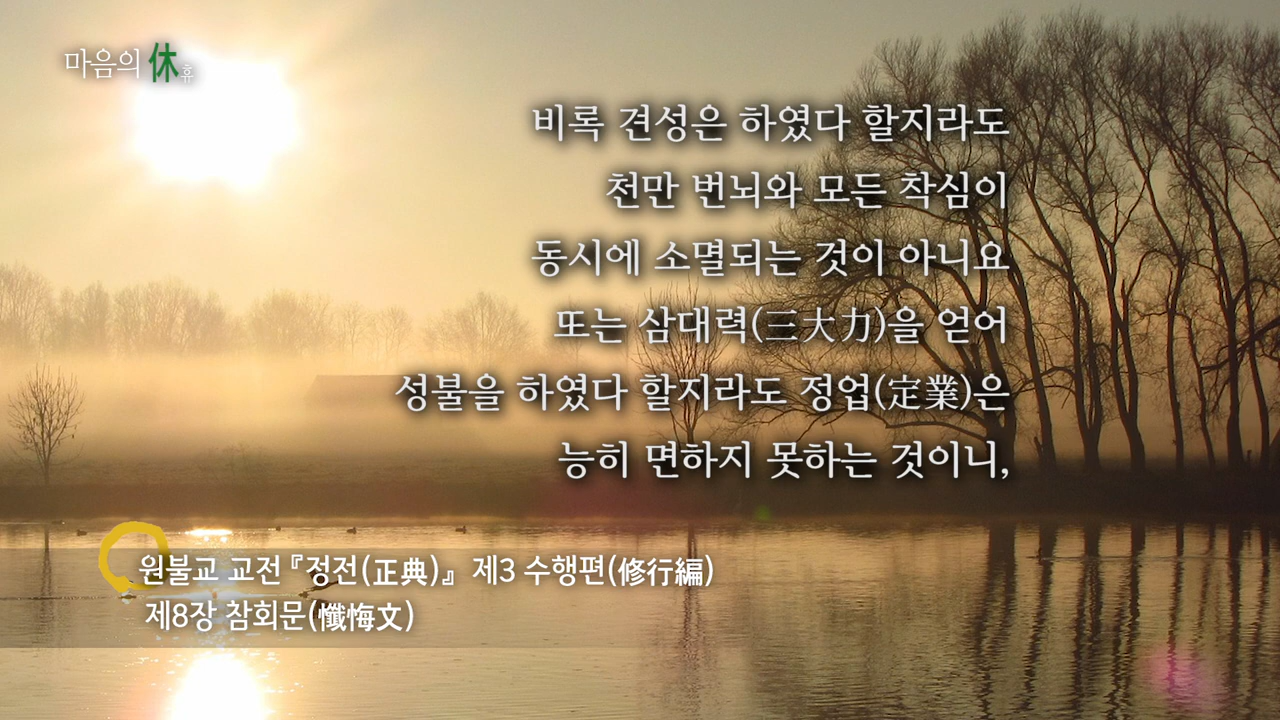 마음의 休휴
비록 견성은 하였다 할지라도
천만 번뇌와 모든 착심이
동시에 소멸되는 것이 아니요
또는 삼대력(三大力)을 얻어
성불을 하였다 할지라도 정업(定業)은
능히 면하지 못하는 것이니,
원불교 교전 『정전(正典)』 제3 수행편(修行編)
제8장 참회문(懺悔文)